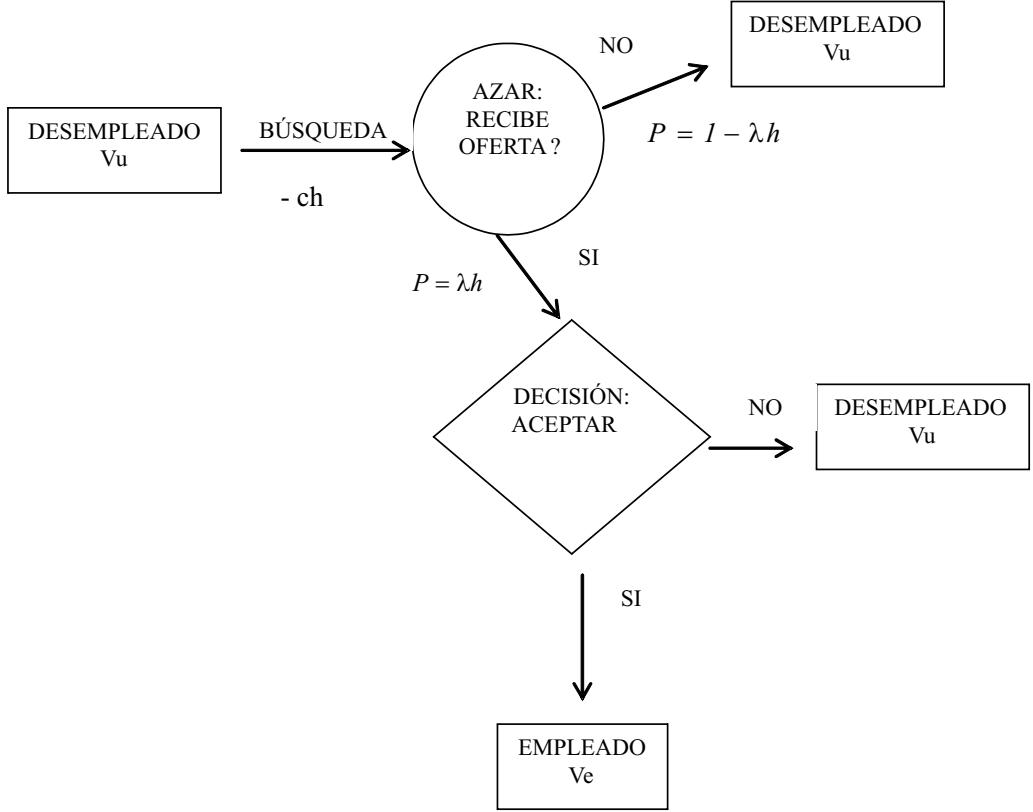 DESEMPLEADO
Vu
BÚSQUEDA
- ch
AZAR:
RECIBE
OFERTA ?
NO
P = 1 − λh
DESEMPLEADO
Vu
SI
P = λh
DECISIÓN:
ACEPTAR
NO
DESEMPLEADO
Vu
SI
EMPLEADO
Ve